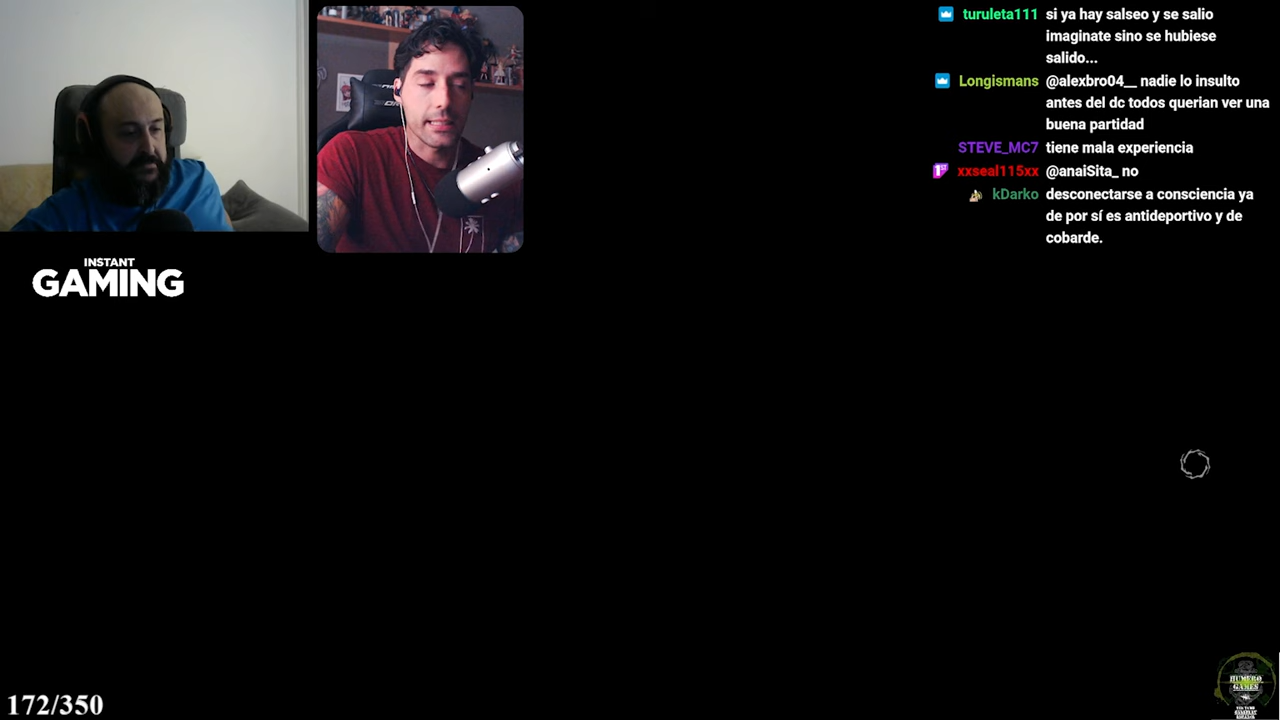 turuleta111 si ya hay salseo y se salio
imaginate sino se hubiese
salido...
Longismans @alexbro04__ nadie lo insulto
antes del dc todos querian ver una
buena partidad
STEVE_MC7 tiene mala experiencia
xxseal115xx @anaiSita_ no
kDarko desconectarse a consciencia ya
de por sí es antideportivo y de
cobarde.
INSTANT
GAMING
HUMERO
GAMES
172/350